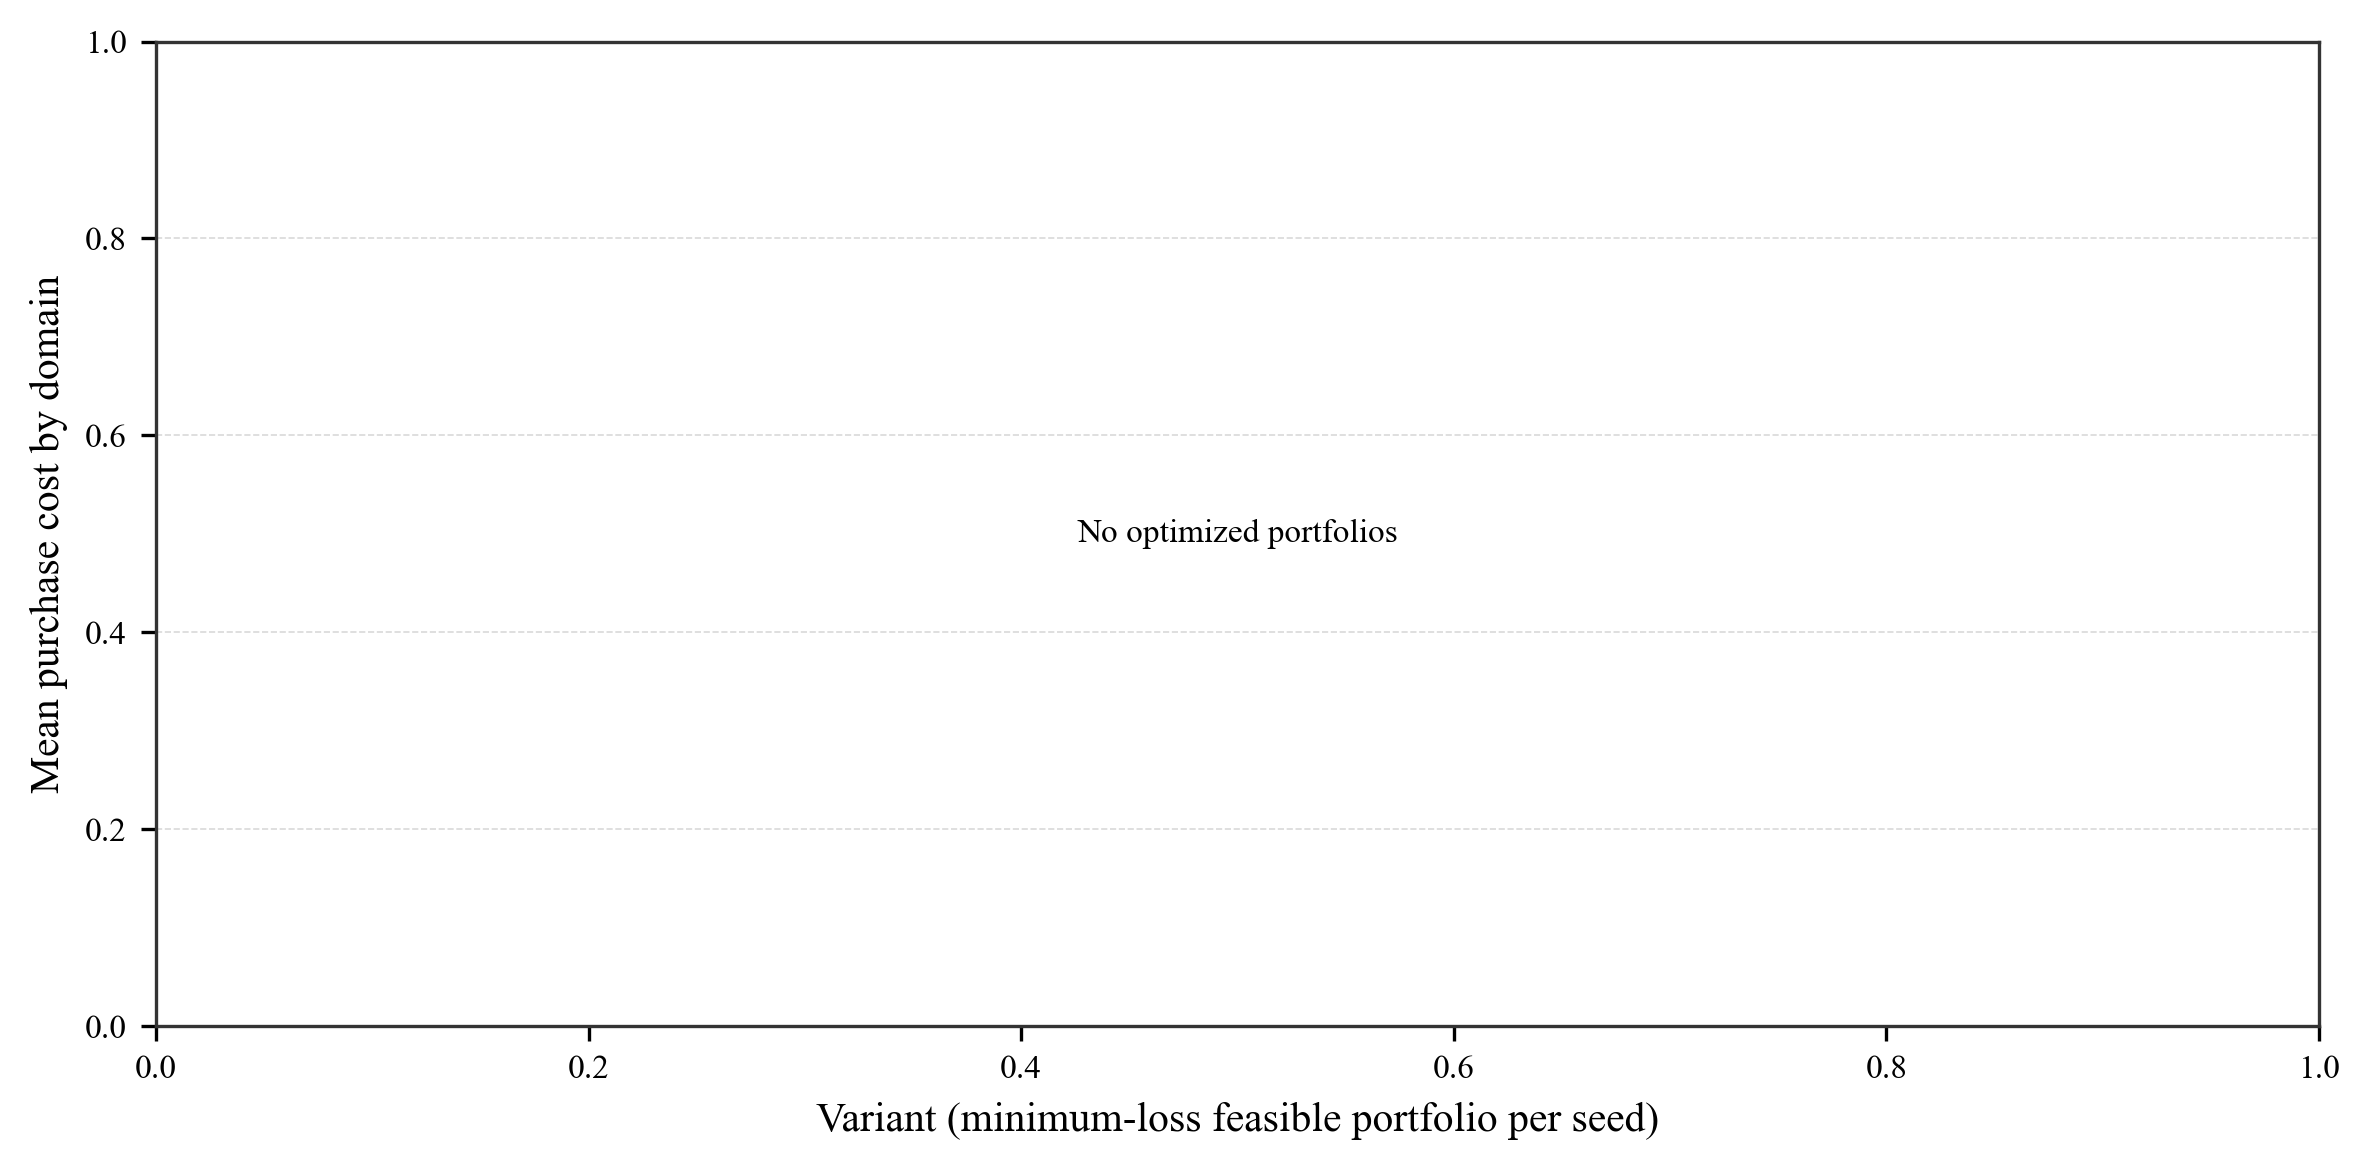 1.0
0.8
0.6
0.4
0.2
0.0
Mean purchase cost by domain
No optimized portfolios
0.0 0.2 0.4 0.6 0.8 1.0
Variant (minimum-loss feasible portfolio per seed)